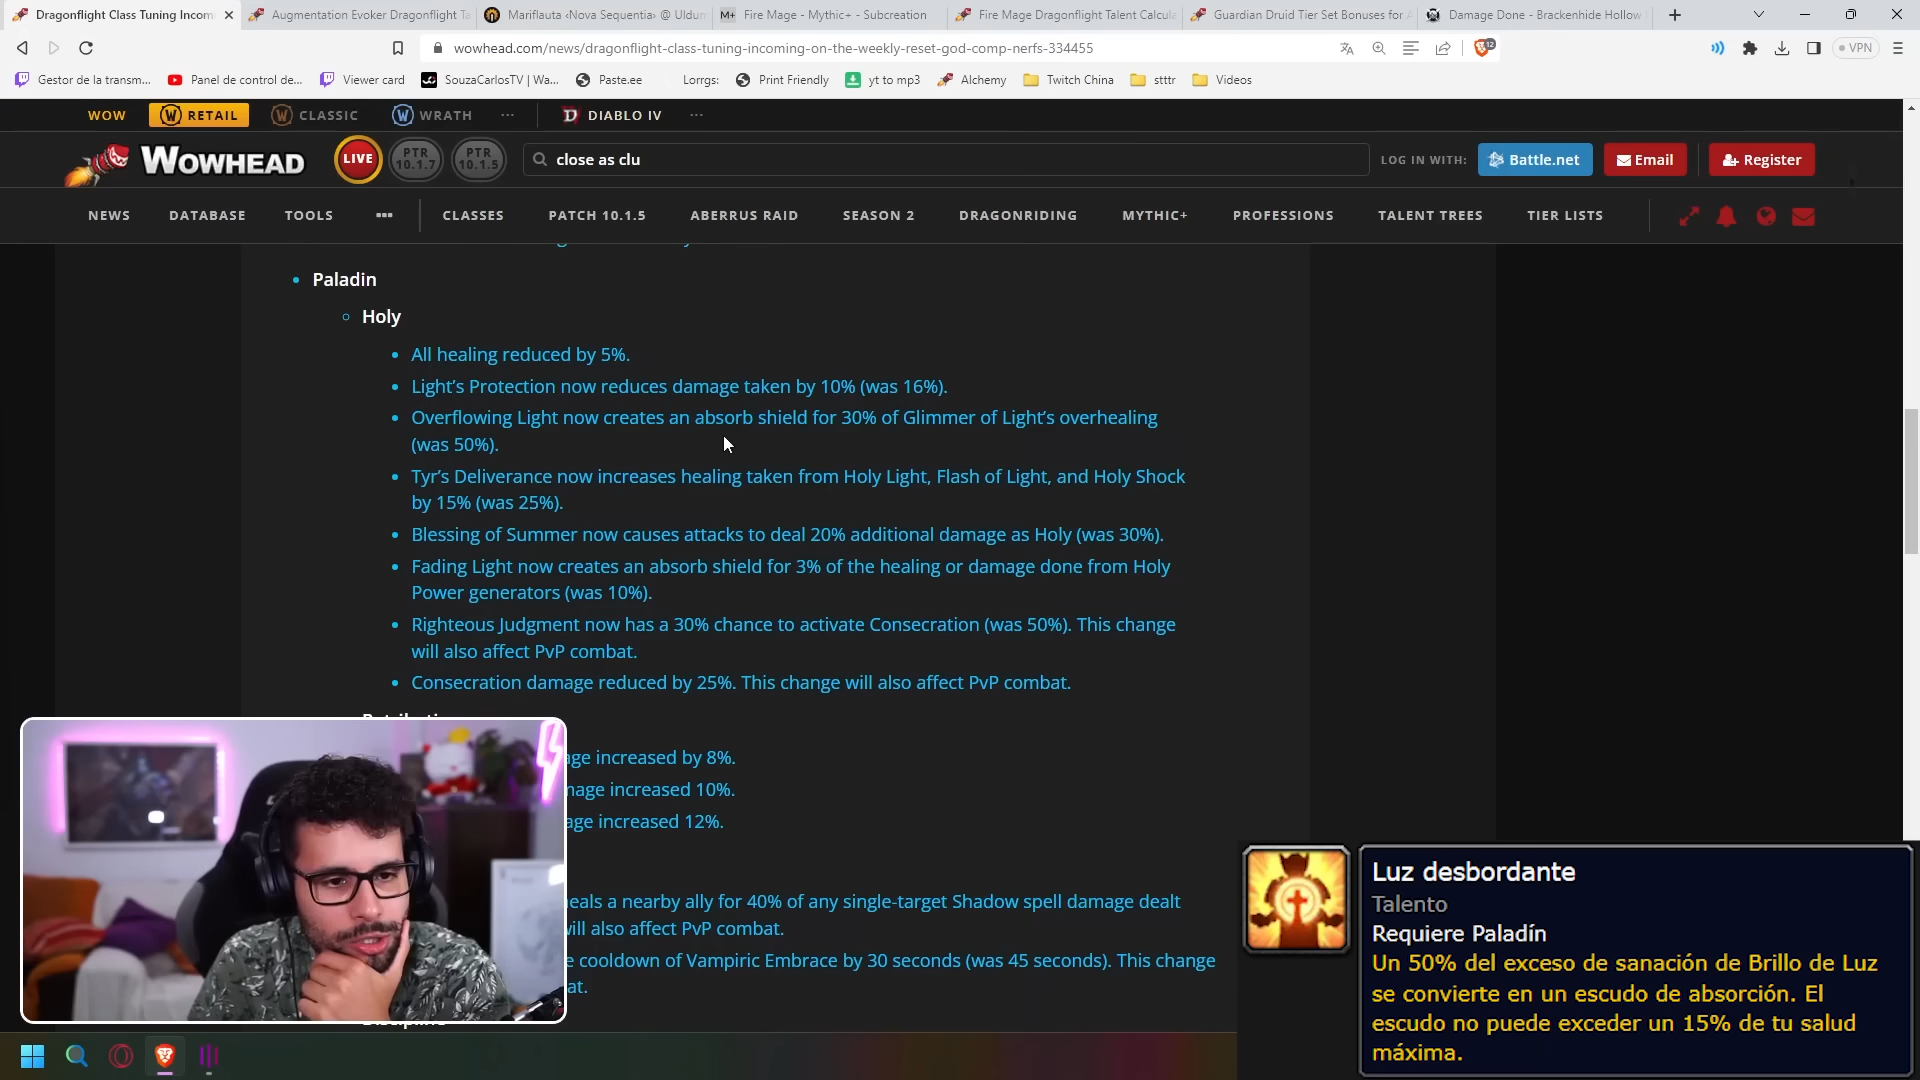 Dragonflight Class Tuning Incom
Augmentation Evoker Dragonflight Ta
Mariflauta ‹Nova Sequentia› @ Uldum
M+ Fire Mage - Mythic+ - Subcreation
Fire Mage Dragonflight Talent Calcula
Guardian Druid Tier Set Bonuses for
Damage Done - Brackenhide Hollow
wowhead.com/news/dragonflight-class-tuning-incoming-on-the-weekly-reset-god-comp-nerfs-334455
12
VPN
Gestor de la transm...
Panel de control de...
Viewer card
SouzaCarlosTV | Wa...
Paste.ee
Lorrgs:
Print Friendly
yt to mp3
Alchemy
Twitch China
stttr
Videos
WOW
RETAIL
CLASSIC
WRATH
...
DIABLO IV
...
WOWHEAD
LIVE
PTR 10.1.7
PTR 10.1.5
close as clu
LOG IN WITH:
Battle.net
Email
Register
NEWS
DATABASE
TOOLS
CLASSES
PATCH 10.1.5
ABERRUS RAID
SEASON 2
DRAGONRIDING
MYTHIC+
PROFESSIONS
TALENT TREES
TIER LISTS
Paladin
Holy
All healing reduced by 5%.
Light's Protection now reduces damage taken by 10% (was 16%).
Overflowing Light now creates an absorb shield for 30% of Glimmer of Light's overhealing
(was 50%).
Tyr's Deliverance now increases healing taken from Holy Light, Flash of Light, and Holy Shock
by 15% (was 25%).
Blessing of Summer now causes attacks to deal 20% additional damage as Holy (was 30%).
Fading Light now creates an absorb shield for 3% of the healing or damage done from Holy
Power generators (was 10%).
Righteous Judgment now has a 30% chance to activate Consecration (was 50%). This change
will also affect PvP combat.
Consecration damage reduced by 25%. This change will also affect PvP combat.
age increased by 8%.
mage increased 10%.
age increased 12%.
eals a nearby ally for 40% of any single-target Shadow spell damage dealt
will also affect PvP combat.
e cooldown of Vampiric Embrace by 30 seconds (was 45 seconds). This change
at.
Luz desbordante
Talento
Requiere Paladín
Un 50% del exceso de sanación de Brillo de Luz
se convierte en un escudo de absorción. El
escudo no puede exceder un 15% de tu salud
máxima.